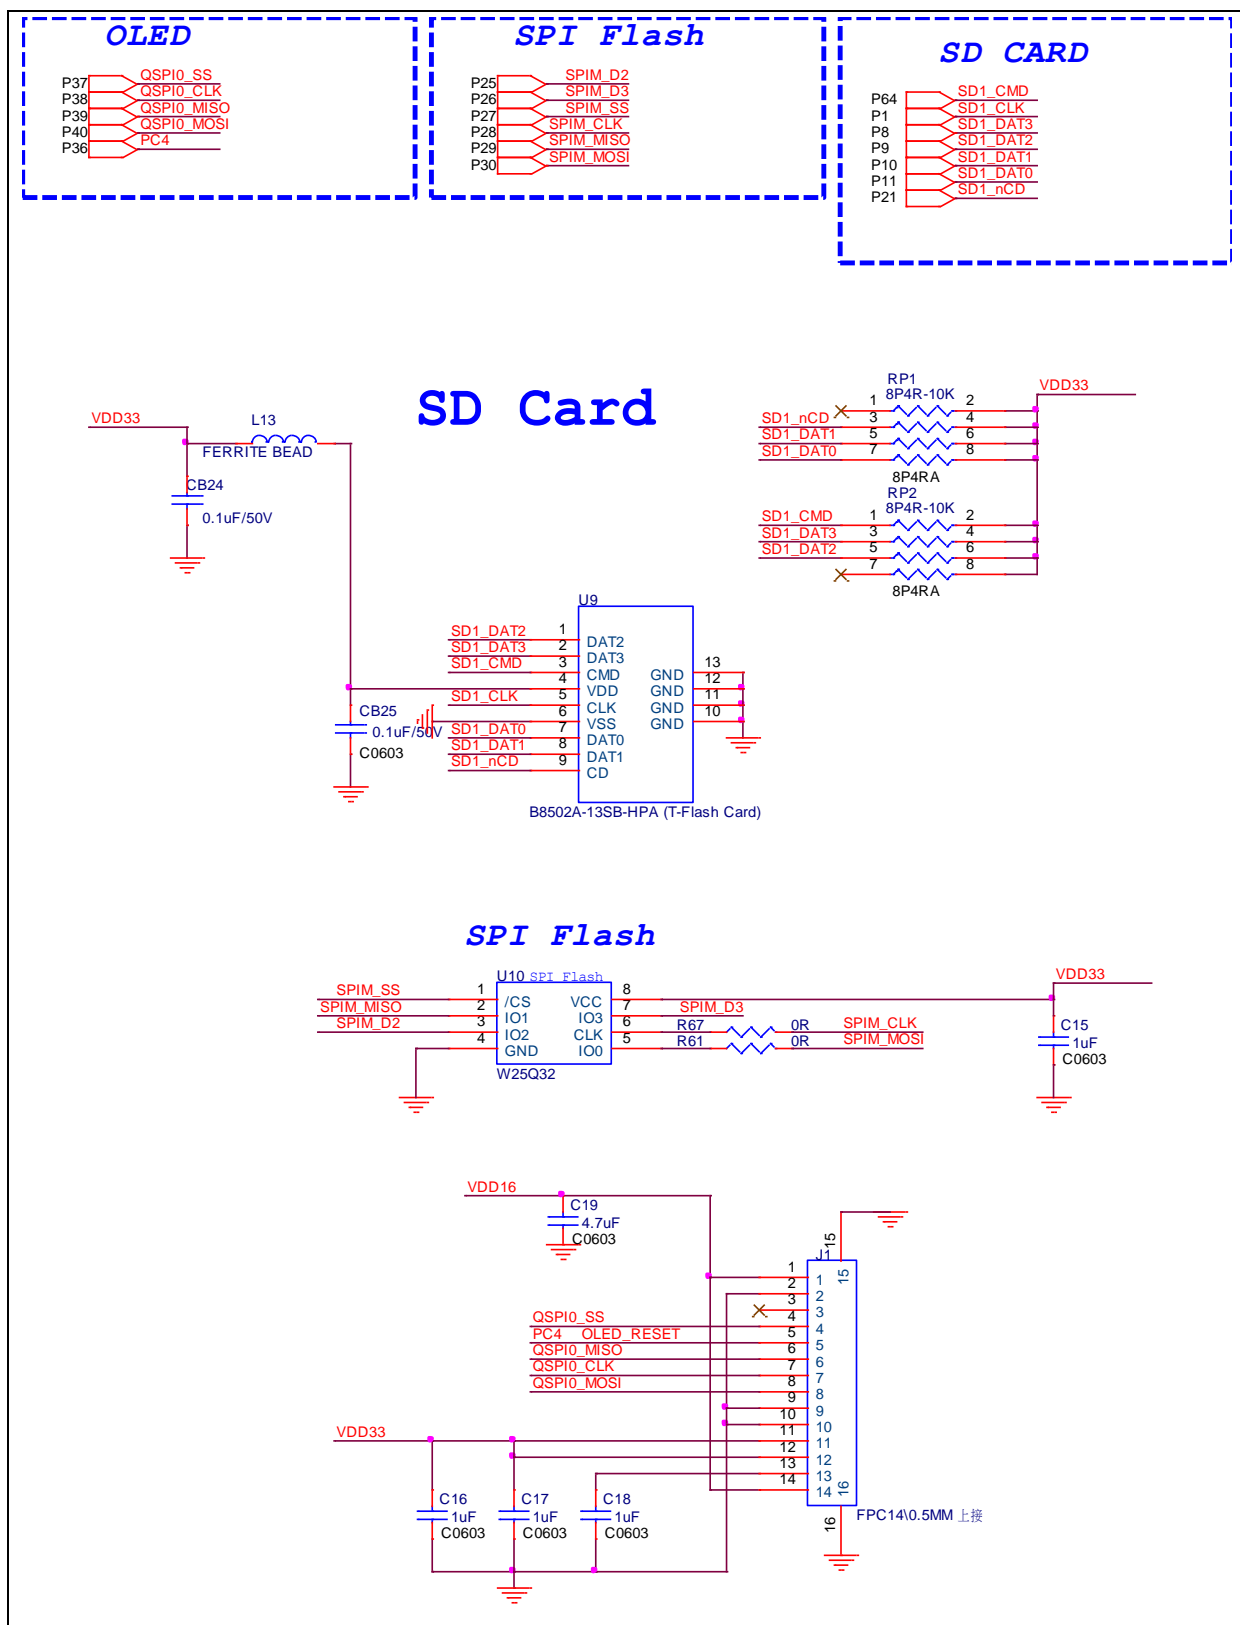 OLED
P37 QSPI0_SS
P38 QSPI0_CLK
P39 QSPI0_MISO
P40 QSPI0_MOSI
P36 PC4
SPI Flash
P25 SPIM_D2
P26 SPIM_D3
P27 SPIM_SS
P28 SPIM_CLK
P29 SPIM_MISO
P30 SPIM_MOSI
SD CARD
P64 SD1_CMD
P1 SD1_CLK
P8 SD1_DAT3
P9 SD1_DAT2
P10 SD1_DAT1
P11 SD1_DAT0
P21 SD1_nCD
SD Card
VDD33
L13
FERRITE BEAD
CB24
0.1uF/50V
RP1
8P4R-10K
VDD33
1 2
SD1_nCD 3 4
SD1_DAT1 5 6
SD1_DAT0 7 8
8P4RA
RP2
8P4R-10K
SD1_CMD 1 2
SD1_DAT3 3 4
SD1_DAT2 5 6
7 8
8P4RA
U9
SD1_DAT2 1 DAT2
SD1_DAT3 2 DAT3
SD1_CMD 3 CMD GND 13
4 VDD GND 12
SD1_CLK 5 CLK GND 11
6 VSS GND 10
SD1_DAT0 7 DAT0
SD1_DAT1 8 DAT1
SD1_nCD 9 CD
CB25
0.1uF/50V
C0603
B8502A-13SB-HPA (T-Flash Card)
SPI Flash
U10 SPI Flash
SPIM_SS 1 /CS VCC 8
SPIM_MISO 2 IO1 IO3 7 SPIM_D3
SPIM_D2 3 IO2 CLK 6 R67 0R SPIM_CLK
4 GND IO0 5 R61 0R SPIM_MOSI
W25Q32
VDD33
C15
1uF
C0603
VDD16
C19
4.7uF
C0603
J1
15 15
1 1
2 2
3 3
QSPI0_SS 4 4
PC4 OLED_RESET 5 5
QSPI0_MISO 6 6
QSPI0_CLK 7 7
QSPI0_MOSI 8 8
9 9
10 10
VDD33 11 11
12 12
13 13
14 14
16 16
C16
1uF
C0603
C17
1uF
C0603
C18
1uF
C0603
FPC14\0.5MM 上接